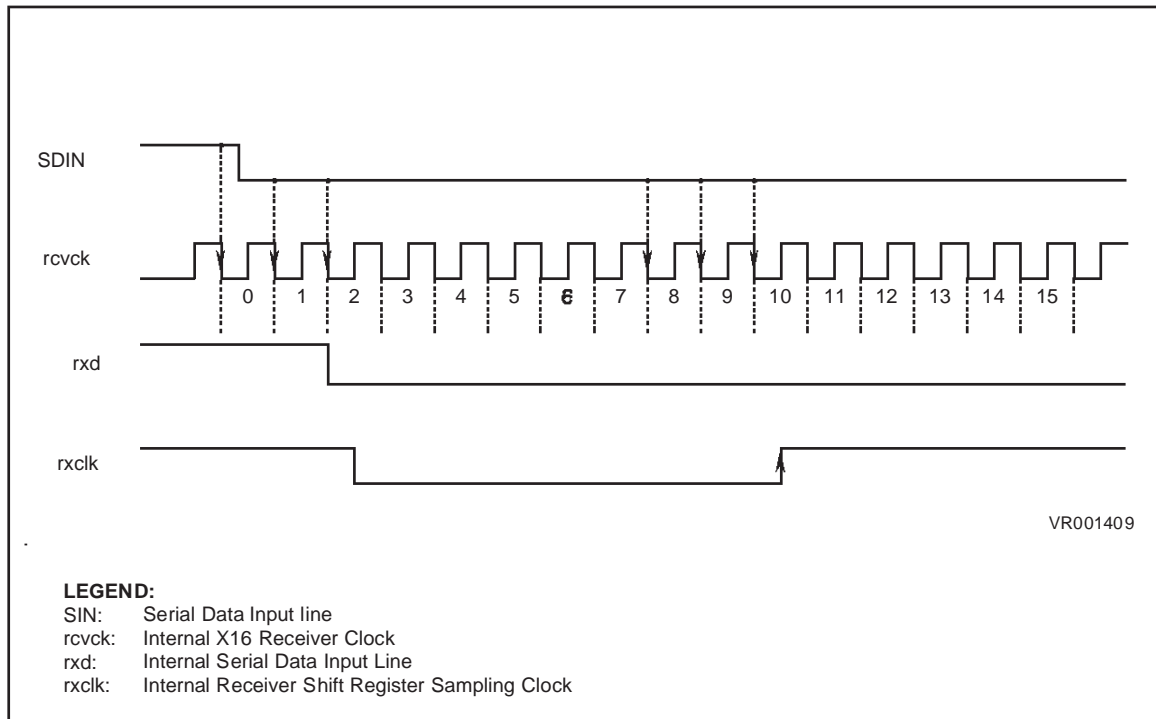 SDIN
rcvck
0 1 2 3 4 5 6 7 8 9 10 11 12 13 14 15
rxd
rxclk
VR001409
.
LEGEND:
SIN: Serial Data Input line
rcvck: Internal X16 Receiver Clock
rxd: Internal Serial Data Input Line
rxclk: Internal Receiver Shift Register Sampling Clock